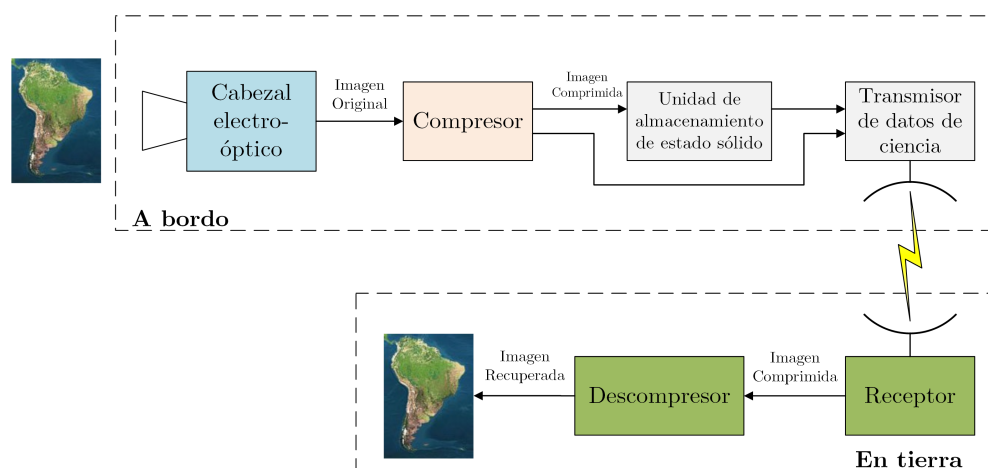 Cabezal
electro-
óptico
Imagen
Original
Compresor
Imagen
Comprimida
Unidad de
almacenamiento
de estado sólido
Transmisor
de datos de
ciencia
A bordo
Imagen
Recuperada
Descompresor
Imagen
Comprimida
Receptor
En tierra